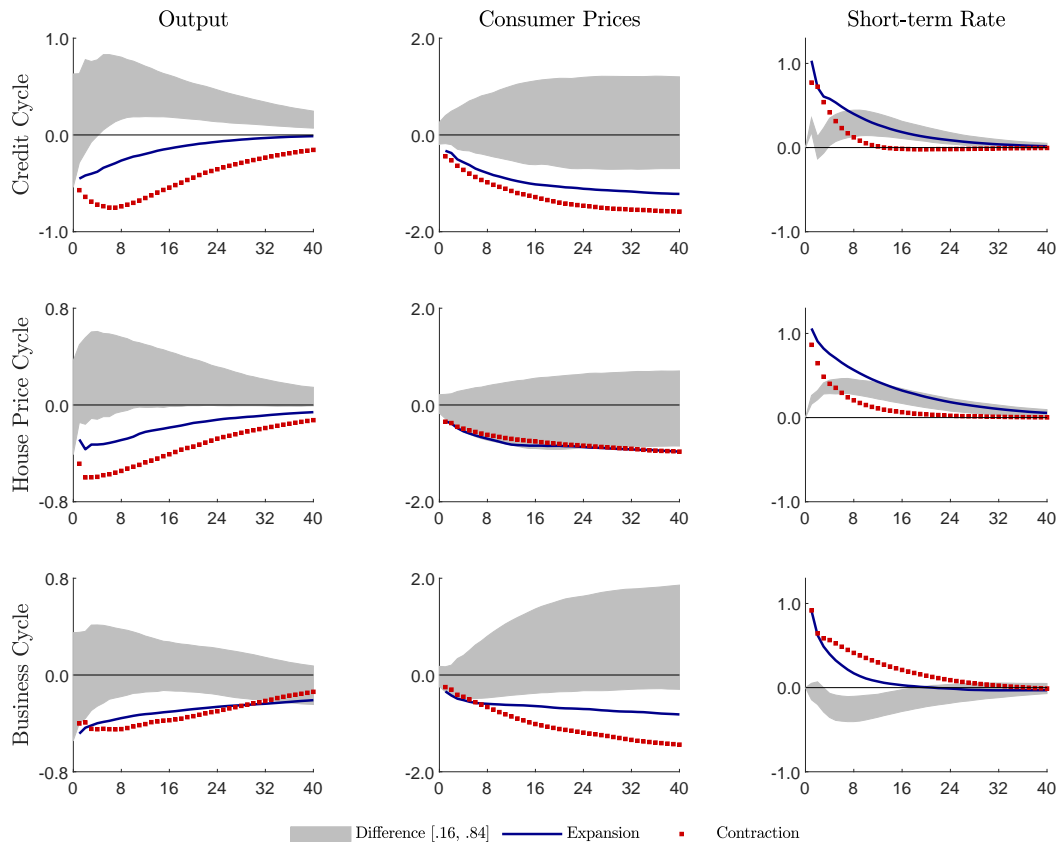 Output Consumer Prices Short-term Rate
Credit Cycle
1.0 2.0 1.0
0.0 0.0 0.0
-1.0 -2.0 -1.0
0 8 16 24 32 40 0 8 16 24 32 40 0 8 16 24 32 40
House Price Cycle
0.8 2.0 1.0
0.0 0.0 0.0
-0.8 -2.0 -1.0
0 8 16 24 32 40 0 8 16 24 32 40 0 8 16 24 32 40
Business Cycle
0.8 2.0 1.0
0.0 0.0 0.0
-0.8 -2.0 -1.0
0 8 16 24 32 40 0 8 16 24 32 40 0 8 16 24 32 40
Difference [.16, .84] Expansion Contraction